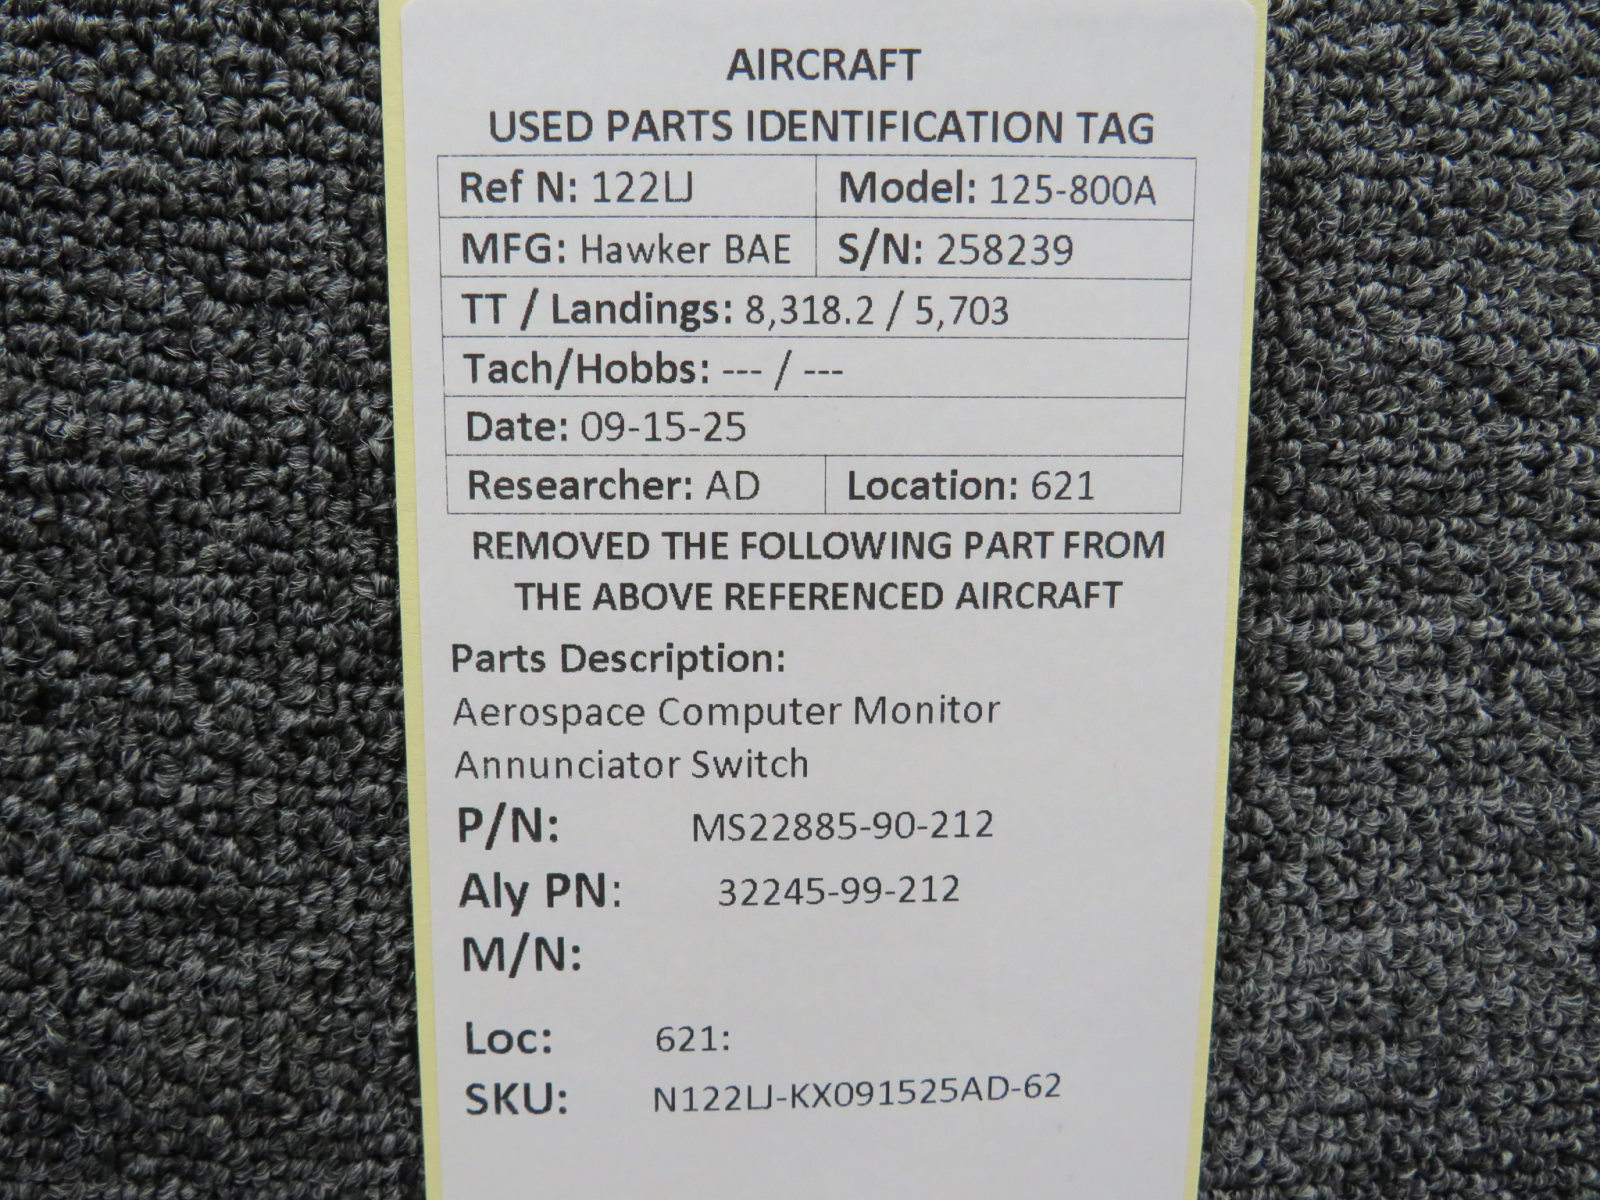 AIRCRAFT
USED PARTS IDENTIFICATION TAG
Ref N: 122LJ Model: 125-800A
MFG: Hawker BAE S/N: 258239
TT / Landings: 8,318.2 / 5,703
Tach/Hobbs: --- / ---
Date: 09-15-25
Researcher: AD Location: 621
REMOVED THE FOLLOWING PART FROM
THE ABOVE REFERENCED AIRCRAFT
Parts Description:
Aerospace Computer Monitor
Annunciator Switch
P/N: MS22885-90-212
Aly PN: 32245-99-212
M/N:
Loc: 621:
SKU: N122LJ-KX091525AD-62